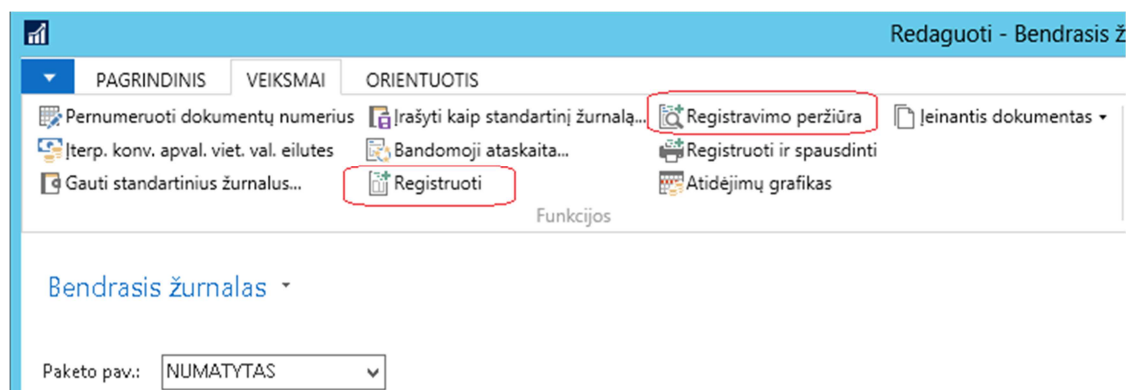 Redaguoti - Bendrasis ž
PAGRINDINIS VEIKSMAI ORIENTUOTIS
Pernumeruoti dokumentų numerius Įrašyti kaip standartinį žurnalą... Registravimo peržiūra Įeinantis dokumentas
Įterp. konv. apval. viet. val. eilutes Bandomoji ataskaita... Registruoti ir spausdinti
Gauti standartinius žurnalus... Registruoti Atidėjimų grafikas
Funkcijos
Bendrasis žurnalas
Paketo pav.: NUMATYTAS